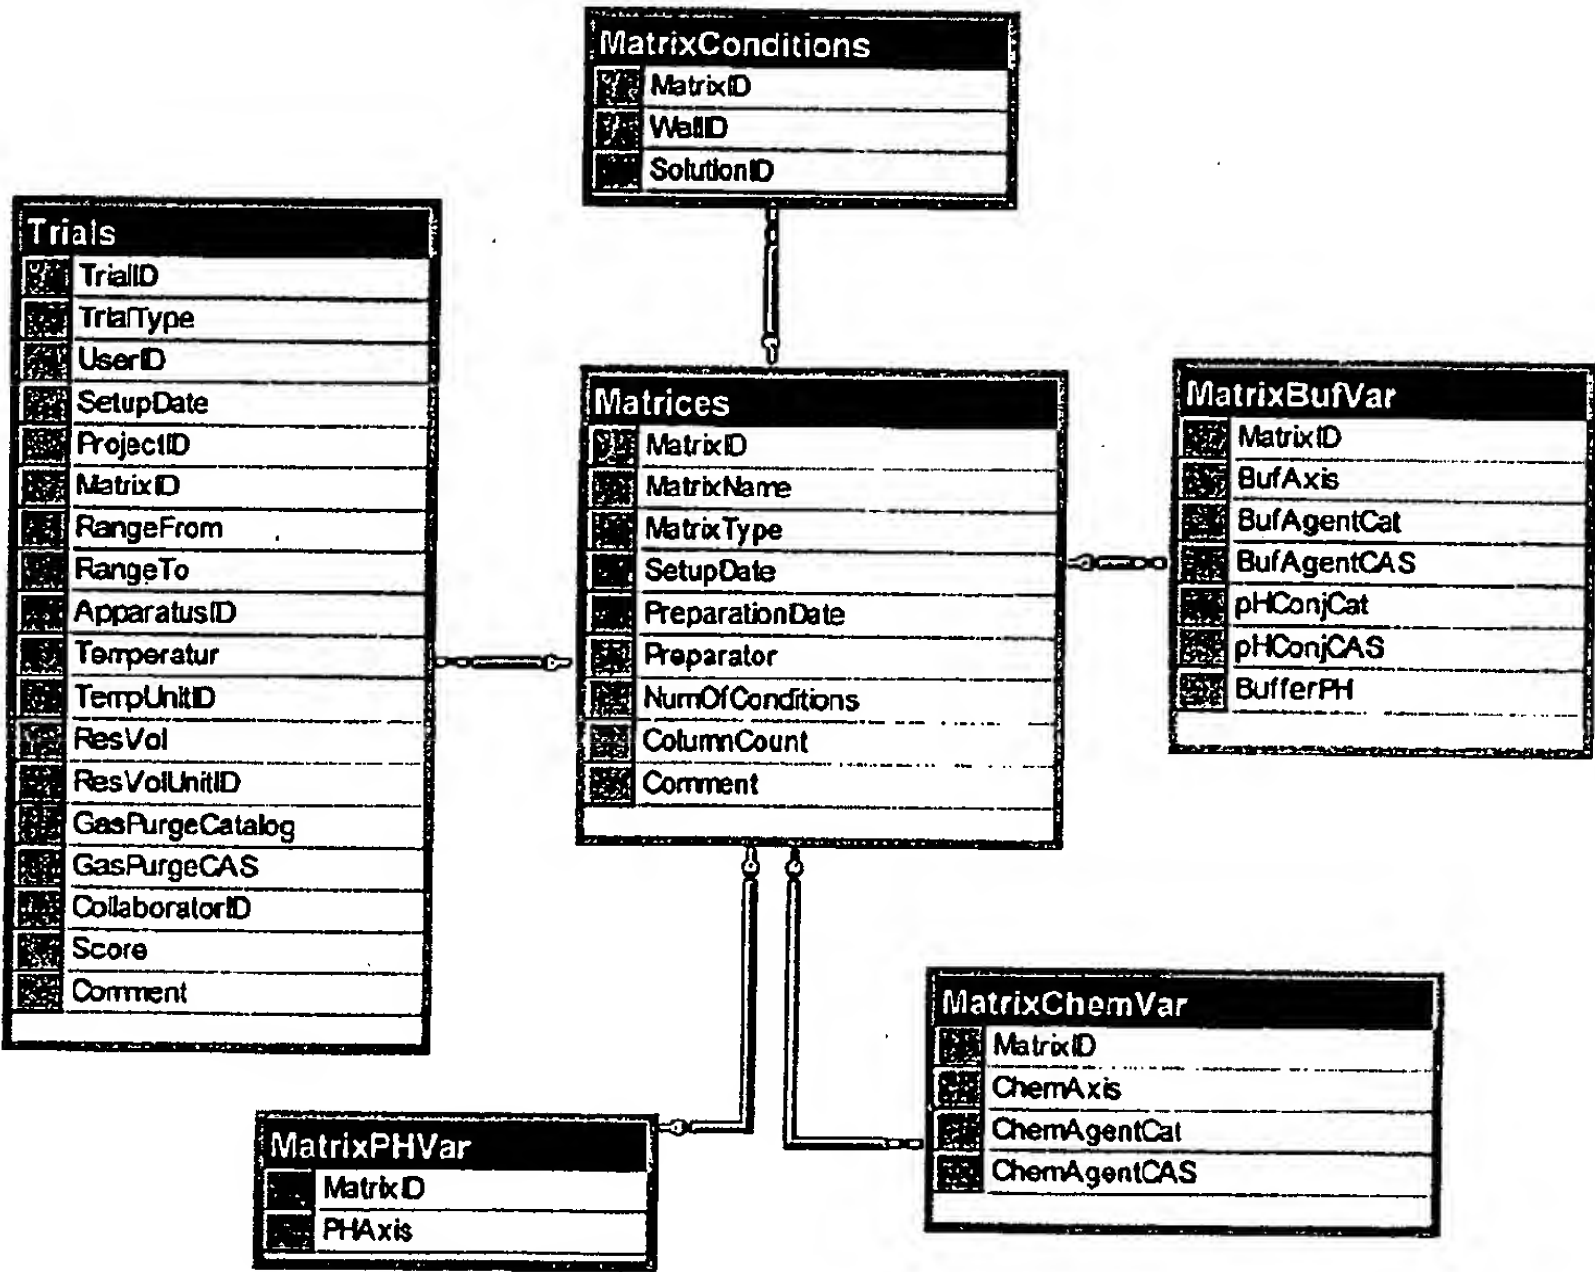 MatrixConditions
MatrixID
WellID
SolutionID
Trials
TrialID
TrialType
UserID
SetupDate
ProjectID
MatrixID
RangeFrom
RangeTo
ApparatusID
Temperatur
TempUnitID
ResVol
ResVolUnitID
GasPurgeCatalog
GasPurgeCAS
CollaboratorID
Score
Comment
Matrices
MatrixID
MatrixName
MatrixType
SetupDate
PreparationDate
Preparator
NumOfConditions
ColumnCount
Comment
MatrixBufVar
MatrixID
BufAxis
BufAgentCat
BufAgentCAS
pHConjCat
pHConjCAS
BufferPH
MatrixPHVar
MatrixID
PHAxis
MatrixChemVar
MatrixID
ChemAxis
ChemAgentCat
ChemAgentCAS